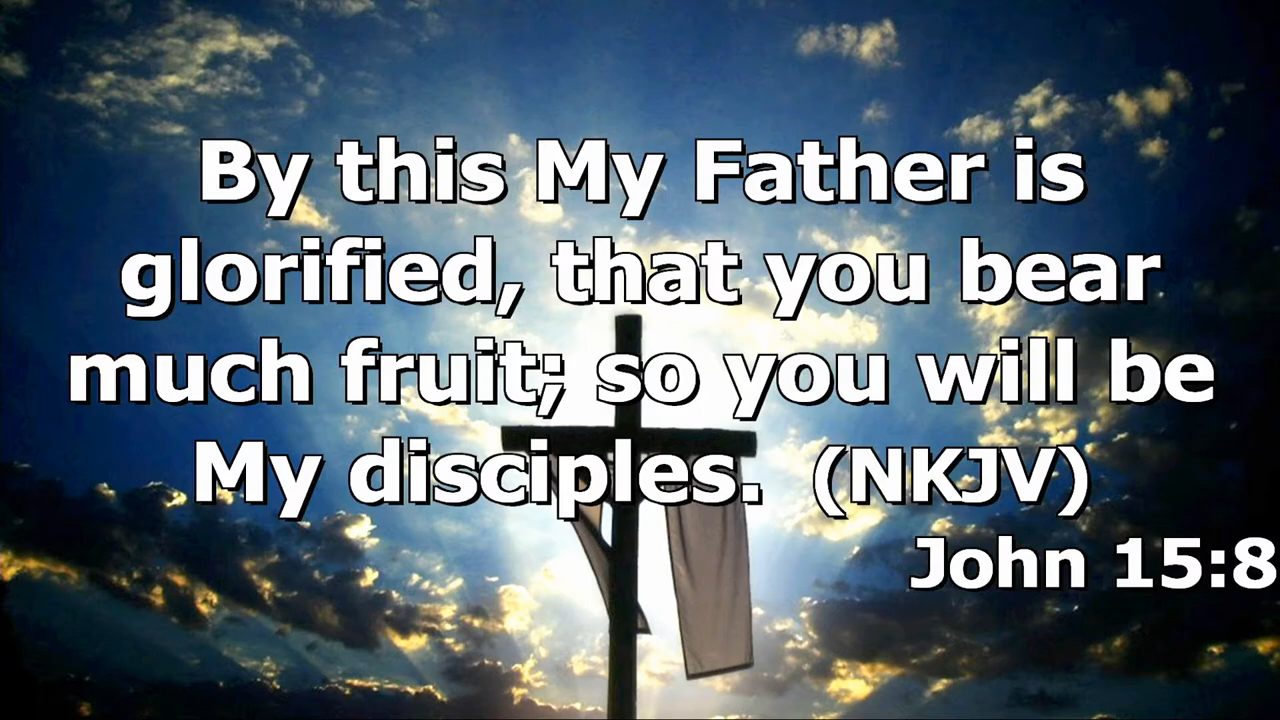 By this My Father is
glorified, that you bear
much fruit; so you will be
My disciples. (NKJV)
John 15:8